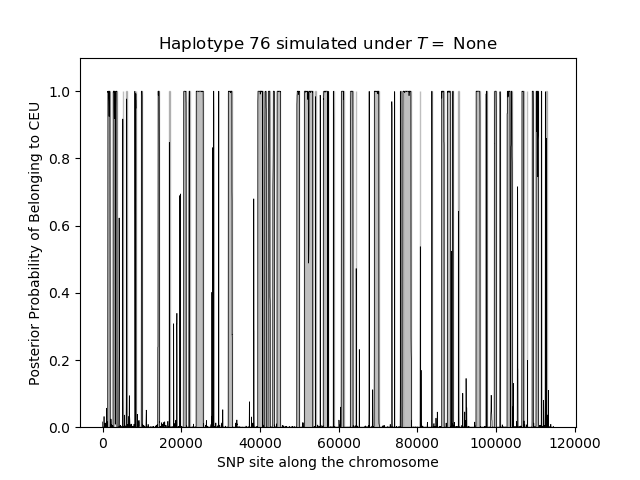 Haplotype 76 simulated under T = None
Posterior Probability of Belonging to CEU
1.0
0.8
0.6
0.4
0.2
0.0
0 20000 40000 60000 80000 100000 120000
SNP site along the chromosome